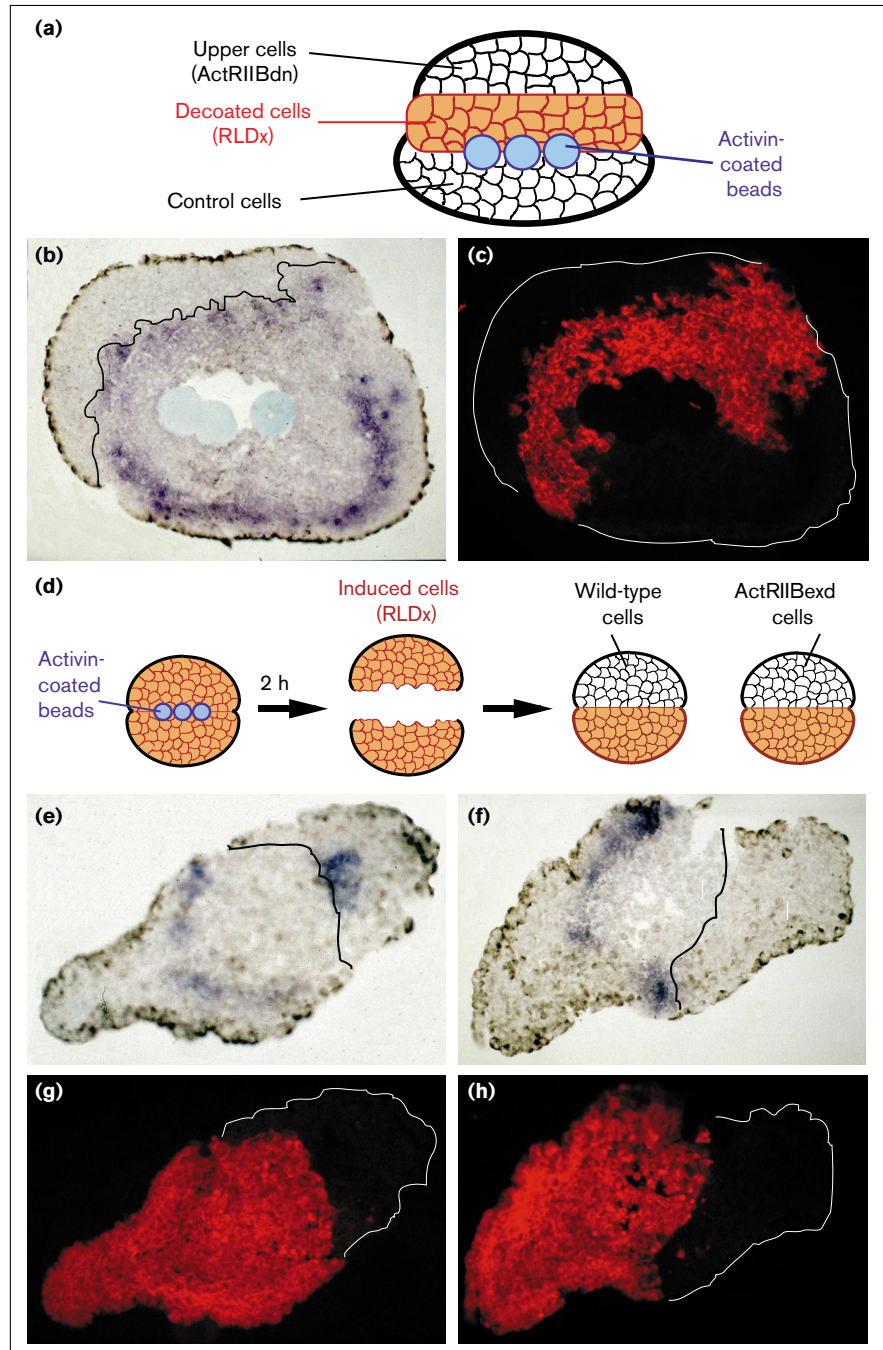 (a)
Upper cells
(ActRIIBdn)
Decoated cells
(RLDx)
Control cells
Activin-
coated
beads
(b)
(c)
(d)
Activin-
coated
beads
2 h
Induced cells
(RLDx)
Wild-type
cells
ActRIIBexd
cells
(e)
(f)
(g)
(h)